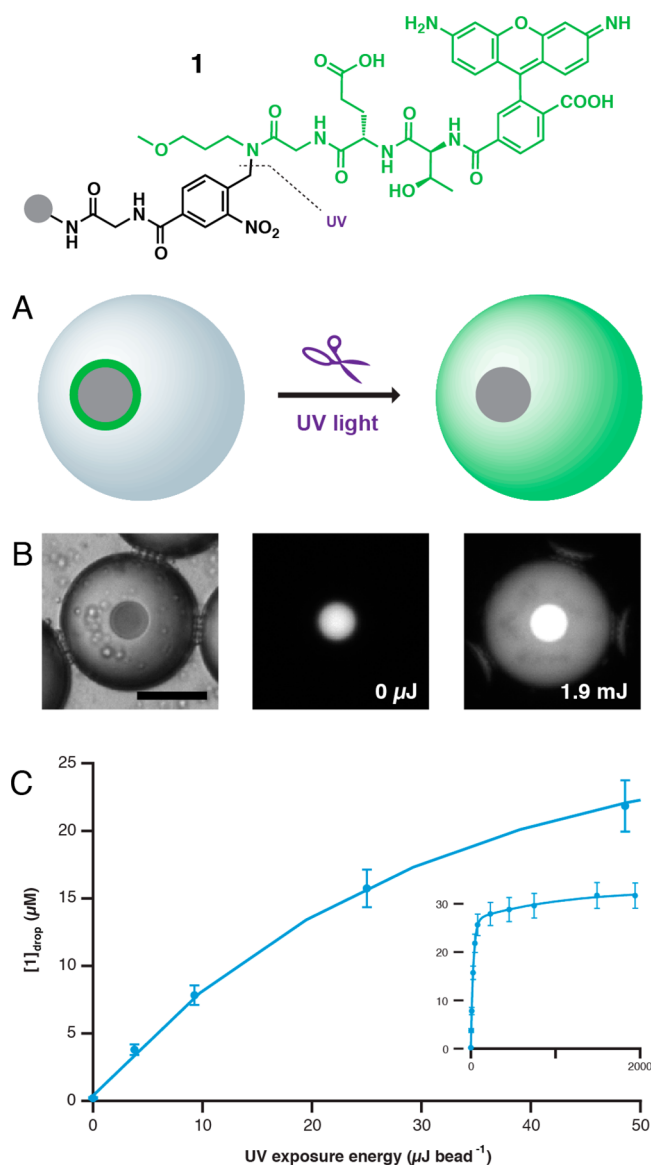 1
H₂N
O
NH
COOH
O
OH
O
H
N
O
N
H
O
H
N
O
HO
O
N
O
N
H
O
H
N
O
NO₂
UV
A
UV light
B
0 µJ
1.9 mJ
C
25
20
15
10
5
0
[1]drop (µM)
30
20
10
0
0
2000
0
10
20
30
40
50
UV exposure energy (µJ bead⁻¹)